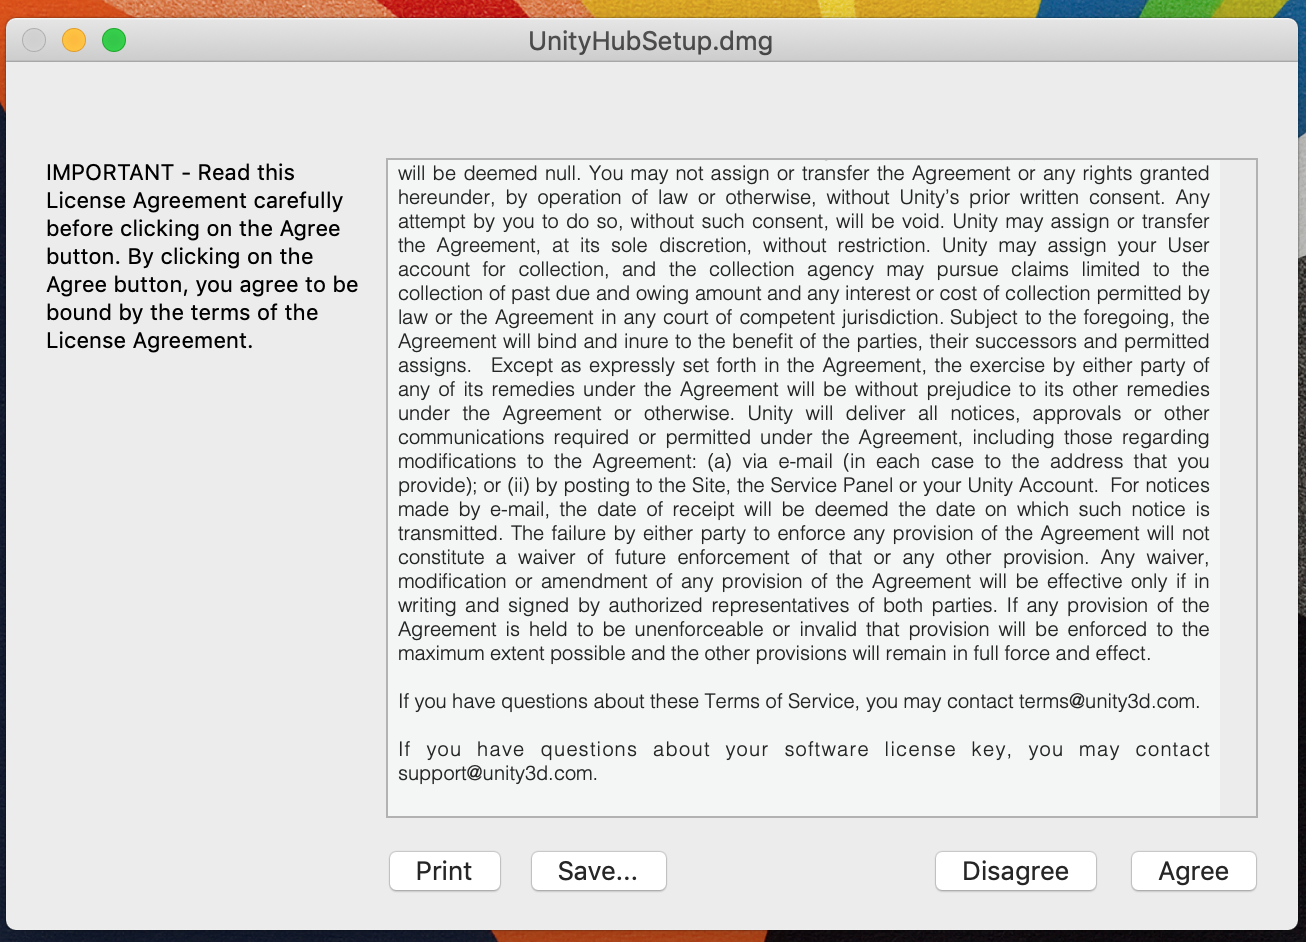 UnityHubSetup.dmg
IMPORTANT - Read this
License Agreement carefully
before clicking on the Agree
button. By clicking on the
Agree button, you agree to be
bound by the terms of the
License Agreement.
will be deemed null. You may not assign or transfer the Agreement or any rights granted
hereunder, by operation of law or otherwise, without Unity’s prior written consent. Any
attempt by you to do so, without such consent, will be void. Unity may assign or transfer
the Agreement, at its sole discretion, without restriction. Unity may assign your User
account for collection, and the collection agency may pursue claims limited to the
collection of past due and owing amount and any interest or cost of collection permitted by
law or the Agreement in any court of competent jurisdiction. Subject to the foregoing, the
Agreement will bind and inure to the benefit of the parties, their successors and permitted
assigns.   Except as expressly set forth in the Agreement, the exercise by either party of
any of its remedies under the Agreement will be without prejudice to its other remedies
under the Agreement or otherwise. Unity will deliver all notices, approvals or other
communications required or permitted under the Agreement, including those regarding
modifications to the Agreement: (a) via e-mail (in each case to the address that you
provide); or (ii) by posting to the Site, the Service Panel or your Unity Account.  For notices
made by e-mail, the date of receipt will be deemed the date on which such notice is
transmitted. The failure by either party to enforce any provision of the Agreement will not
constitute a waiver of future enforcement of that or any other provision. Any waiver,
modification or amendment of any provision of the Agreement will be effective only if in
writing and signed by authorized representatives of both parties. If any provision of the
Agreement is held to be unenforceable or invalid that provision will be enforced to the
maximum extent possible and the other provisions will remain in full force and effect.
If you have questions about these Terms of Service, you may contact terms@unity3d.com.
If you have questions about your software license key, you may contact
support@unity3d.com.
Print
Save...
Disagree
Agree